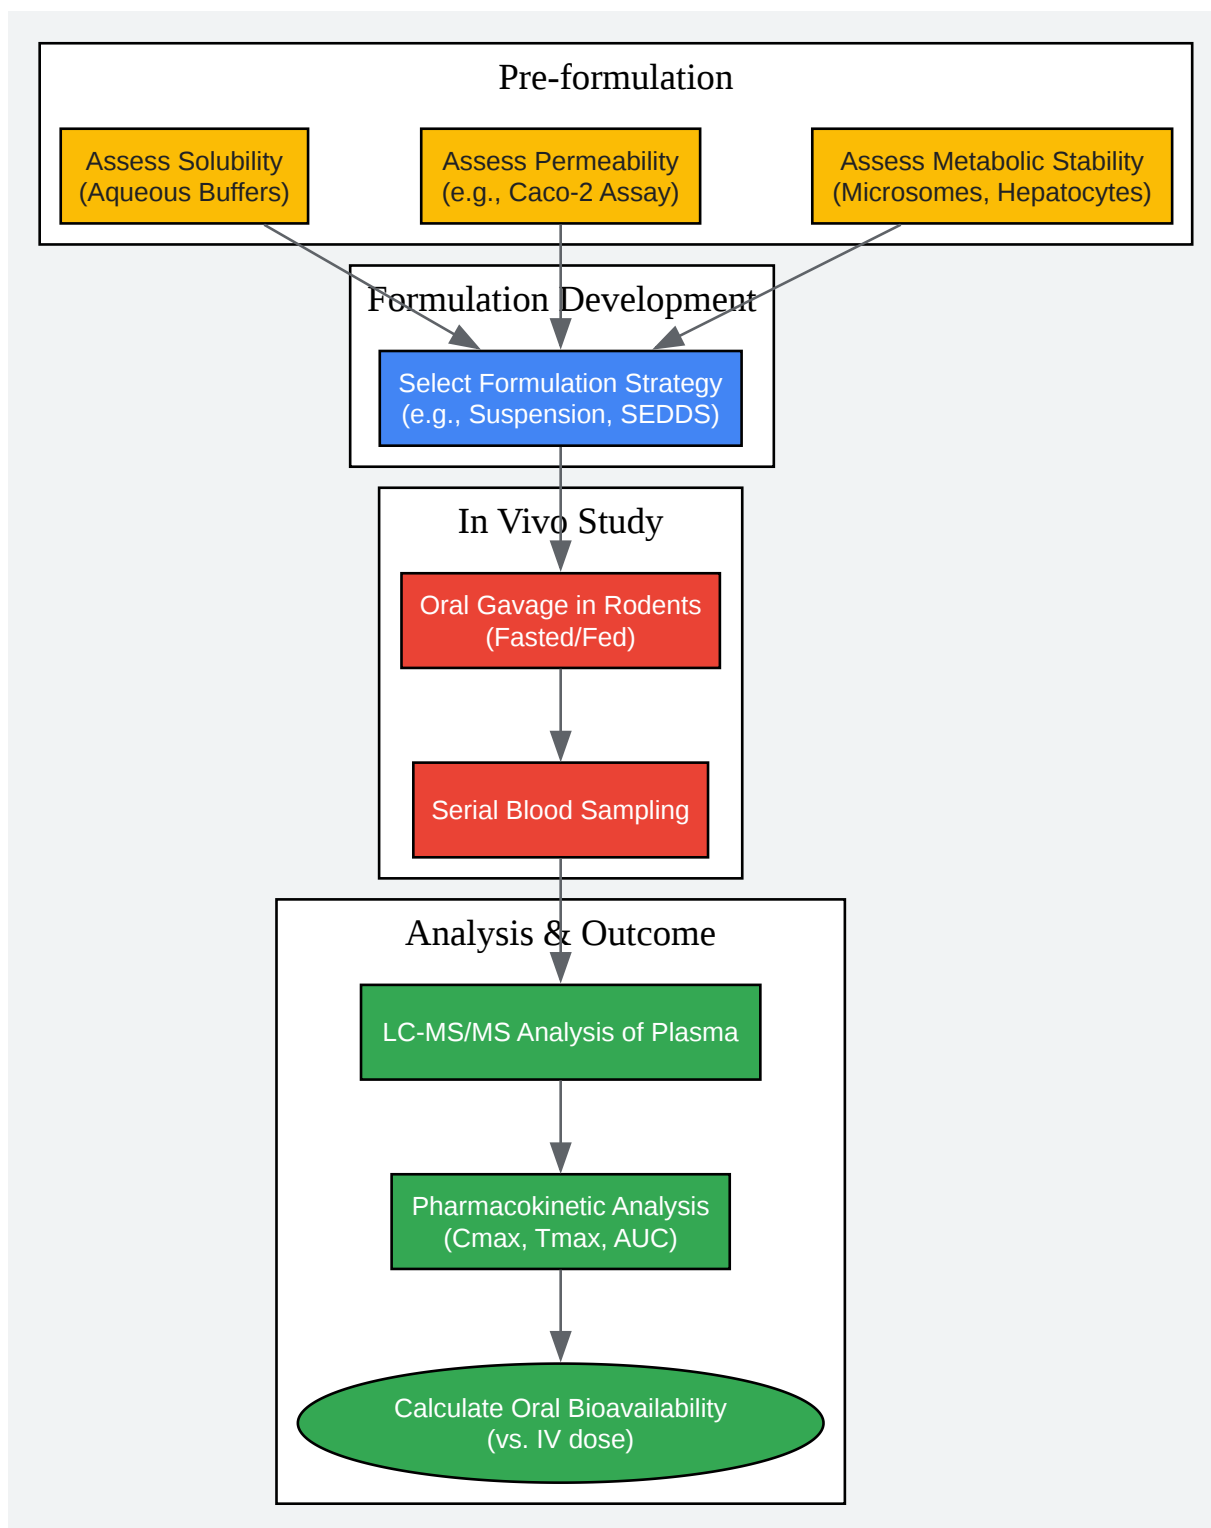 Pre-formulation
Assess Solubility
(Aqueous Buffers)
Assess Permeability
(e.g., Caco-2 Assay)
Assess Metabolic Stability
(Microsomes, Hepatocytes)
Formulation Development
Select Formulation Strategy
(e.g., Suspension, SEDDS)
In Vivo Study
Oral Gavage in Rodents
(Fasted/Fed)
Serial Blood Sampling
Analysis & Outcome
LC-MS/MS Analysis of Plasma
Pharmacokinetic Analysis
(Cmax, Tmax, AUC)
Calculate Oral Bioavailability
(vs. IV dose)